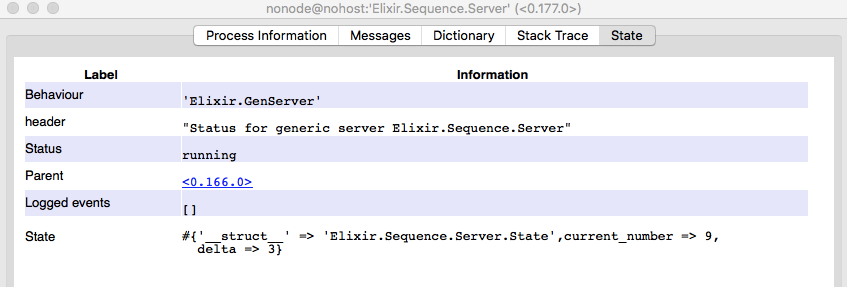 nonode@nohost:'Elixir.Sequence.Server' (<0.177.0>)
Process Information Messages Dictionary Stack Trace State
Label Information
Behaviour 'Elixir.GenServer'
header "Status for generic server Elixir.Sequence.Server"
Status running
Parent <0.166.0>
Logged events []
State #{'__struct__' => 'Elixir.Sequence.Server.State',current_number => 9,
delta => 3}